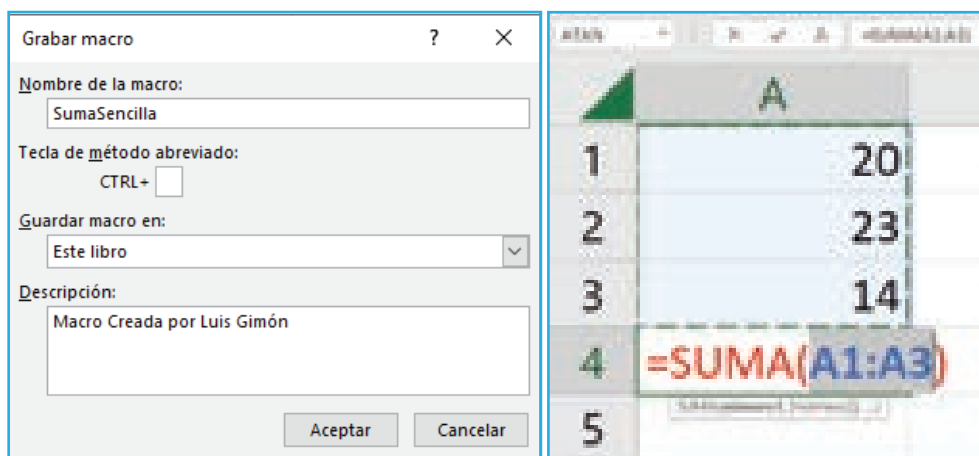 Grabar macro ? ×
Nombre de la macro:
SumaSencilla
Tecla de método abreviado:
CTRL+
Guardar macro en:
Este libro
Descripción:
Macro Creada por Luis Gimón
Aceptar Cancelar
A
1 20
2 23
3 14
4 =SUMA(A1:A3)
5